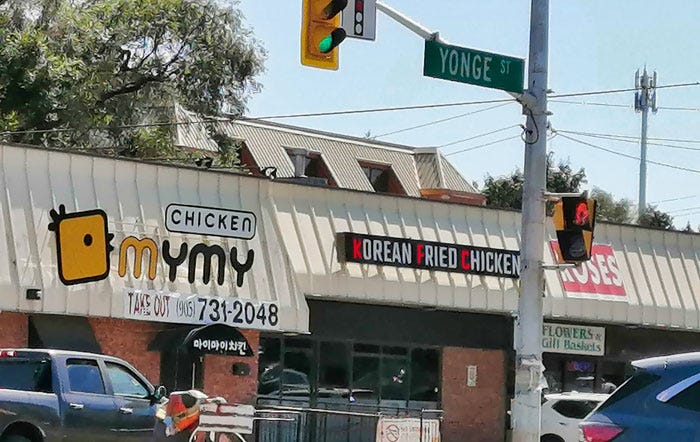 YONGE ST
CHICKEN
mYMY
KOREAN FRIED CHICKEN
ROSES
TAKE OUT (905) 731-2048
FLOWERS &
Gift Baskets
마이마이치킨